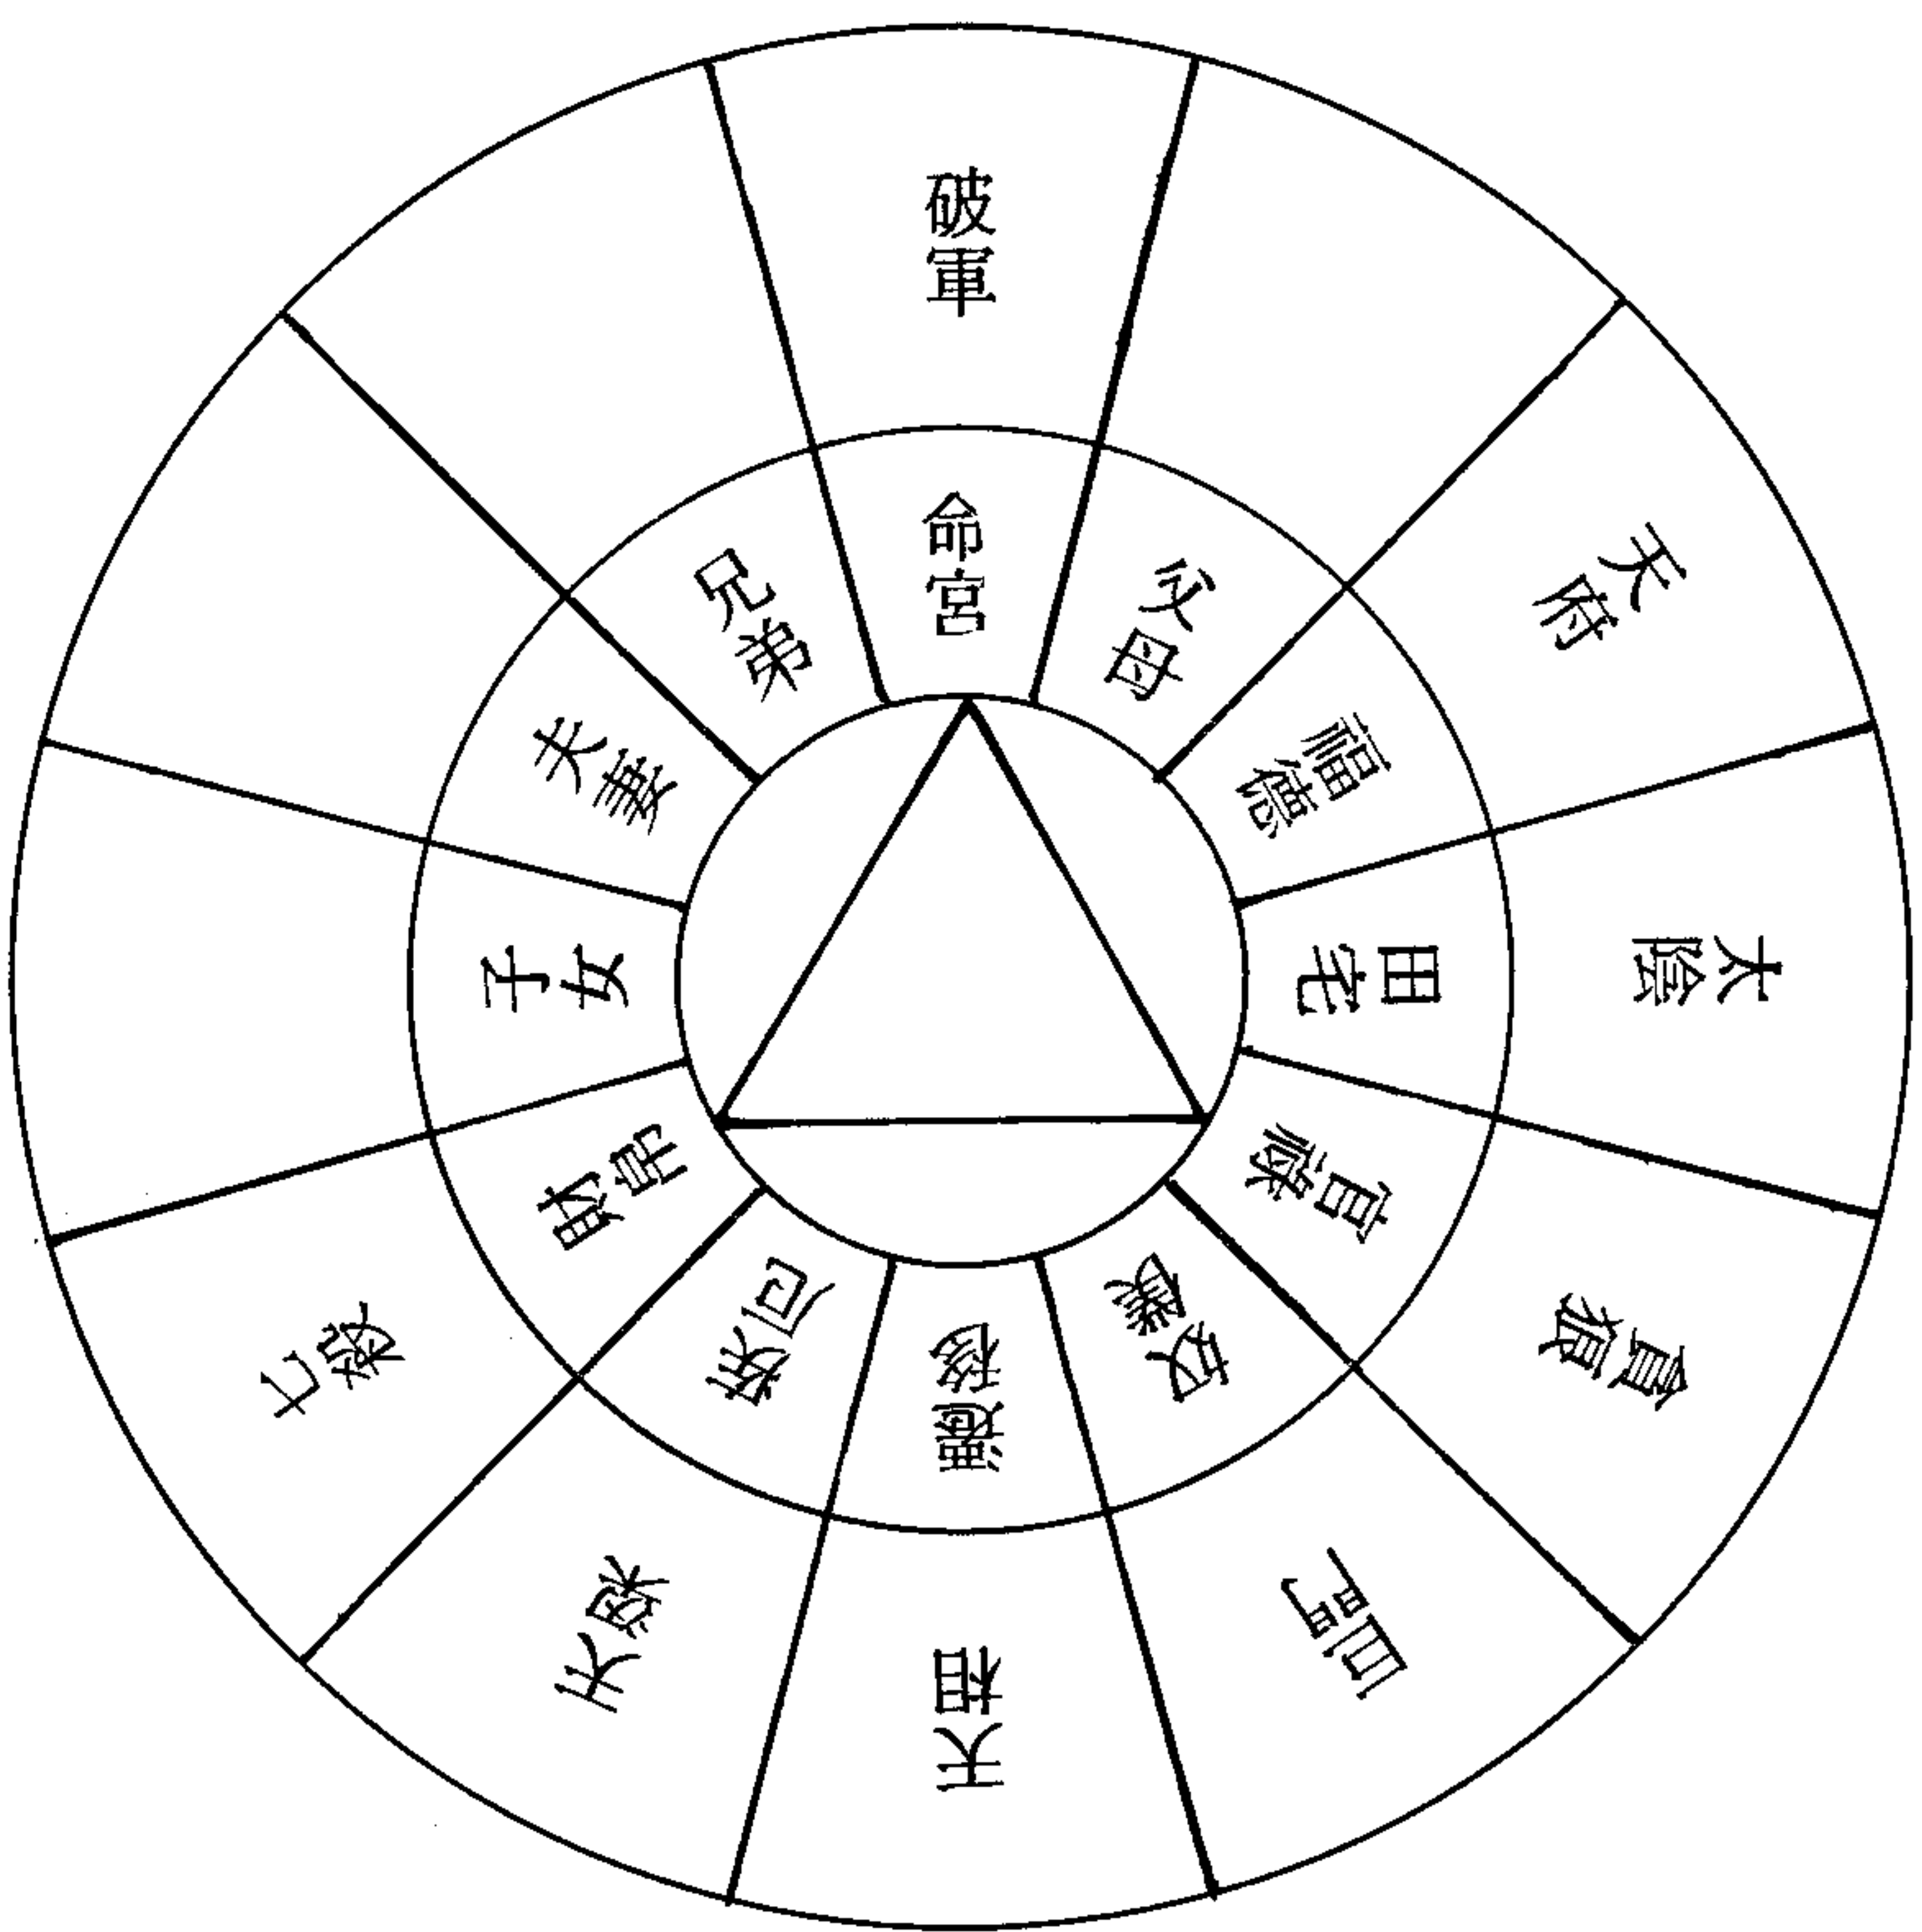 破軍
天府
太陰
貪狼
巨門
天相
天梁
七殺
命宮
父母
福德
田宅
官祿
遷移
疾厄
財帛
子女
夫妻
兄弟